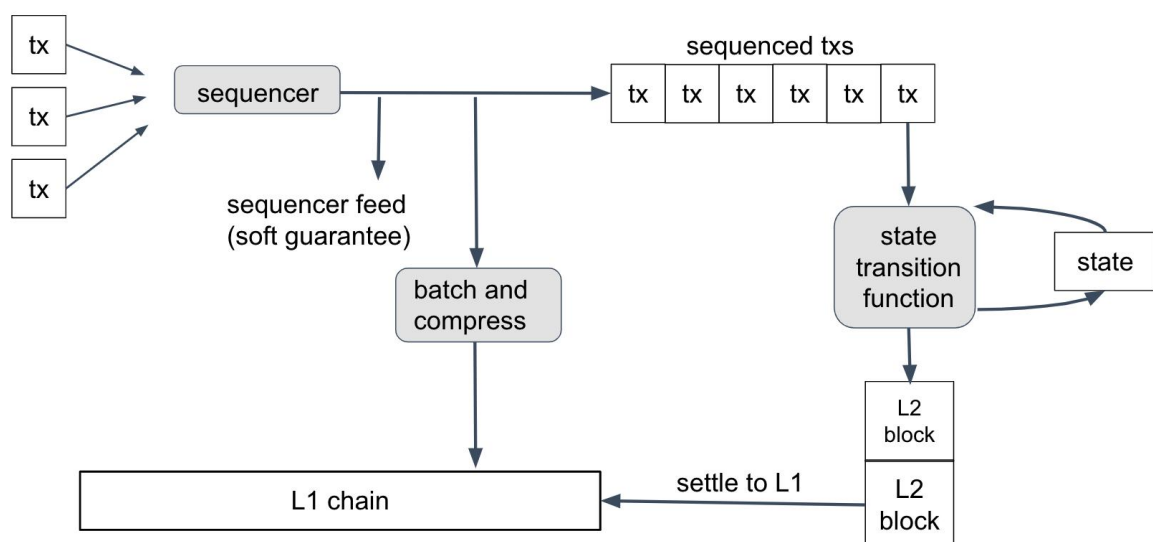 tx
tx
tx
sequencer
sequenced txs
tx tx tx tx tx tx
sequencer feed
(soft guarantee)
batch and
compress
state
transition
function
state
L2
block
L2
block
settle to L1
L1 chain